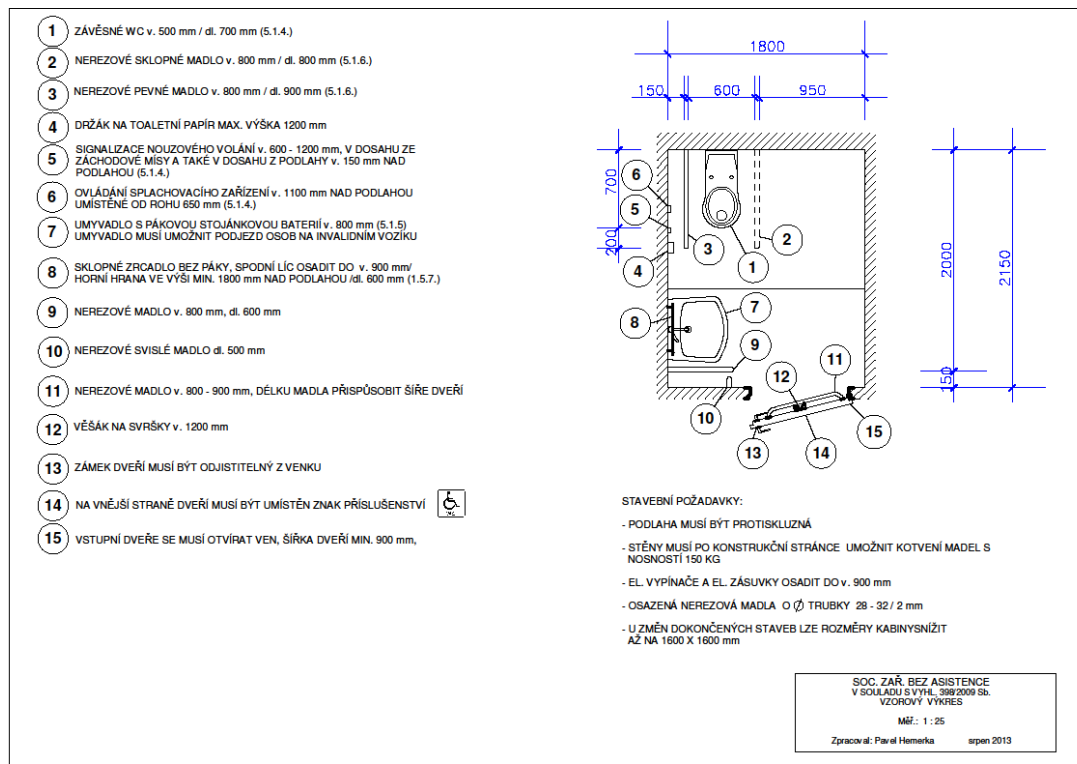 1 ZÁVĚSNÉ WC v. 500 mm / dl. 700 mm (5.1.4.)
2 NEREZOVÉ SKLOPNÉ MADLO v. 800 mm / dl. 800 mm (5.1.6.)
3 NEREZOVÉ PEVNÉ MADLO v. 800 mm / dl. 900 mm (5.1.6.)
4 DRŽÁK NA TOALETNÍ PAPÍR MAX. VÝŠKA 1200 mm
5 SIGNALIZACE NOUZOVÉHO VOLÁNÍ v. 600 - 1200 mm, V DOSAHU ZE
ZÁCHODOVÉ MÍSY A TAKÉ V DOSAHU Z PODLAHY v. 150 mm NAD
PODLAHOU (5.1.4.)
6 OVLÁDÁNÍ SPLACHOVACÍHO ZAŘÍZENÍ v. 1100 mm NAD PODLAHOU
UMÍSTĚNÉ OD ROHU 650 mm (5.1.4.)
7 UMYVADLO S PÁKOVOU STOJÁNKOVOU BATERIÍ v. 800 mm (5.1.5)
UMYVADLO MUSÍ UMOŽNIT PODJEZD OSOB NA INVALIDNÍM VOZÍKU
8 SKLOPNÉ ZRCADLO BEZ PÁKY, SPODNÍ LÍC OSADIT DO v. 900 mm/
HORNÍ HRANA VE VÝŠI MIN. 1800 mm NAD PODLAHOU /dl. 600 mm (1.5.7.)
9 NEREZOVÉ MADLO v. 800 mm, dl. 600 mm
10 NEREZOVÉ SVISLÉ MADLO dl. 500 mm
11 NEREZOVÉ MADLO v. 800 - 900 mm, DÉLKU MADLA PŘISPŮSOBIT ŠÍŘE DVEŘÍ
12 VĚŠÁK NA SVRŠKY v. 1200 mm
13 ZÁMEK DVEŘÍ MUSÍ BÝT ODJISTITELNÝ Z VENKU
14 NA VNĚJŠÍ STRANĚ DVEŘÍ MUSÍ BÝT UMÍSTĚN ZNAK PŘÍSLUŠENSTVÍ
15 VSTUPNÍ DVEŘE SE MUSÍ OTVÍRAT VEN, ŠÍŘKA DVEŘÍ MIN. 900 mm,
1800
150 600 950
700
200
2000
2150
150
6
5
4
3
1
2
8
7
9
10
12
11
13
14
15
STAVEBNÍ POŽADAVKY:
- PODLAHA MUSÍ BÝT PROTISKLUZNÁ
- STĚNY MUSÍ PO KONSTRUKČNÍ STRÁNCE UMOŽNIT KOTVENÍ MADEL S
NOSNOSTÍ 150 KG
- EL. VYPÍNAČE A EL. ZÁSUVKY OSADIT DO v. 900 mm
- OSAZENÁ NEREZOVÁ MADLA O Ø TRUBKY 28 - 32 / 2 mm
- U ZMĚN DOKONČENÝCH STAVEB LZE ROZMĚRY KABINYSNÍŽIT
AŽ NA 1600 X 1600 mm
SOC. ZAŘ. BEZ ASISTENCE
V SOULADU S VYHL. 398/2009 Sb.
VZOROVÝ VÝKRES
Měř.: 1 : 25
Zpracoval: Pavel Hemerka srpen 2013